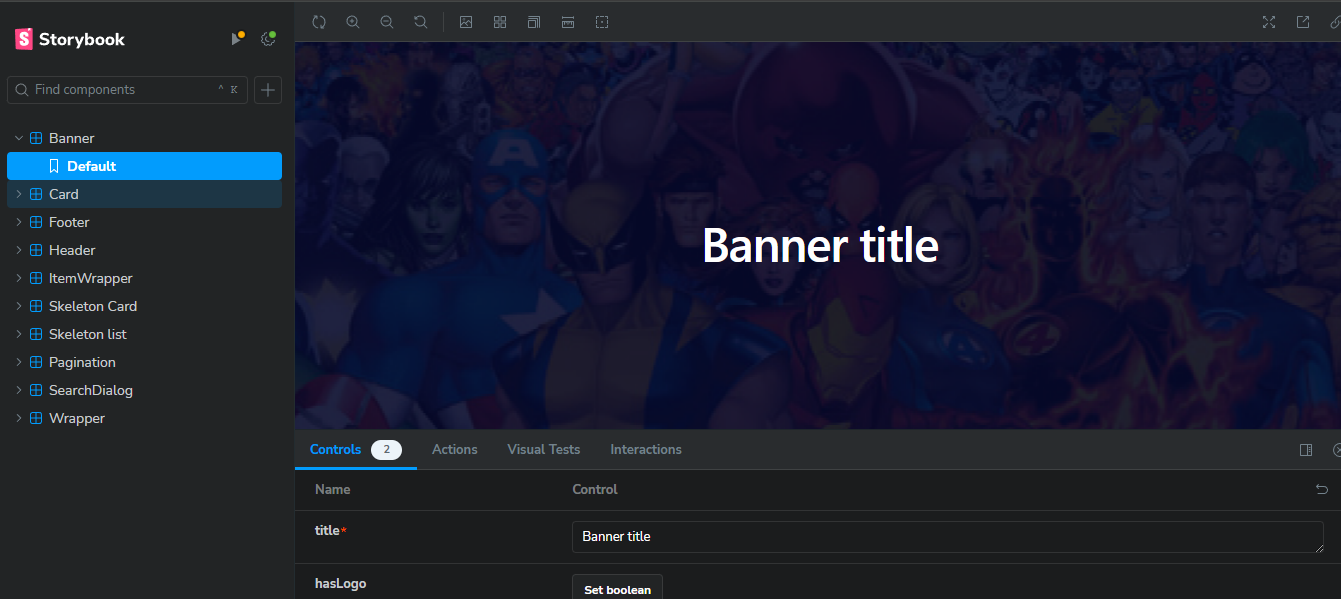 Storybook
Find components
^ K
Banner
Default
Card
Footer
Header
ItemWrapper
Skeleton Card
Skeleton list
Pagination
SearchDialog
Wrapper
A
Banner title
Controls 2 Actions Visual Tests Interactions
Name Control
title* Banner title
hasLogo Set boolean